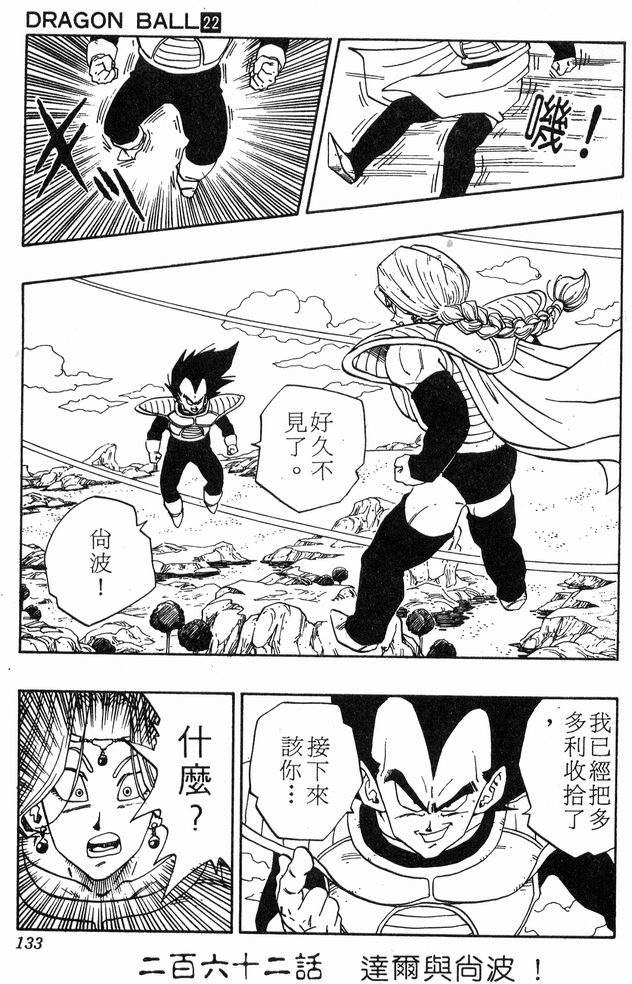 DRAGON BALL 22
嘰!
好久不
見了。
尙波!
我已經把多
多利收拾了
,
接下來
該你…
什麼?
133
二百六十二話 達爾與尙波!